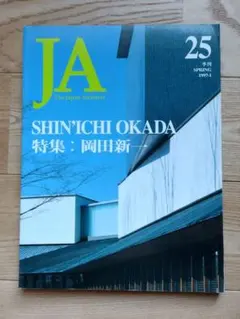 JA
The Japan Architect
25
季刊
SPRING
1997-1
SHIN'ICHI OKADA
特集：岡田新一